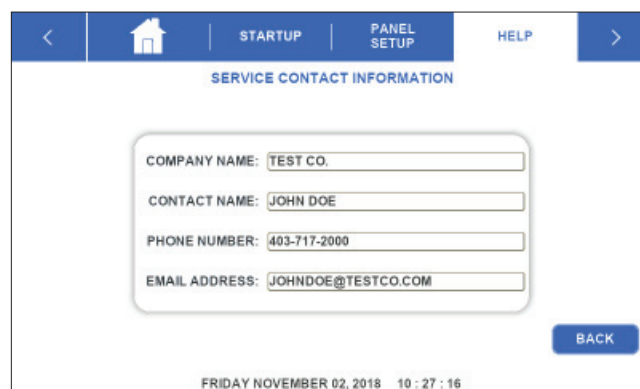 < STARTUP PANEL SETUP HELP >
SERVICE CONTACT INFORMATION
COMPANY NAME: TEST CO.
CONTACT NAME: JOHN DOE
PHONE NUMBER: 403-717-2000
EMAIL ADDRESS: JOHNDOE@TESTCO.COM
BACK
FRIDAY NOVEMBER 02, 2018 10 : 27 : 16